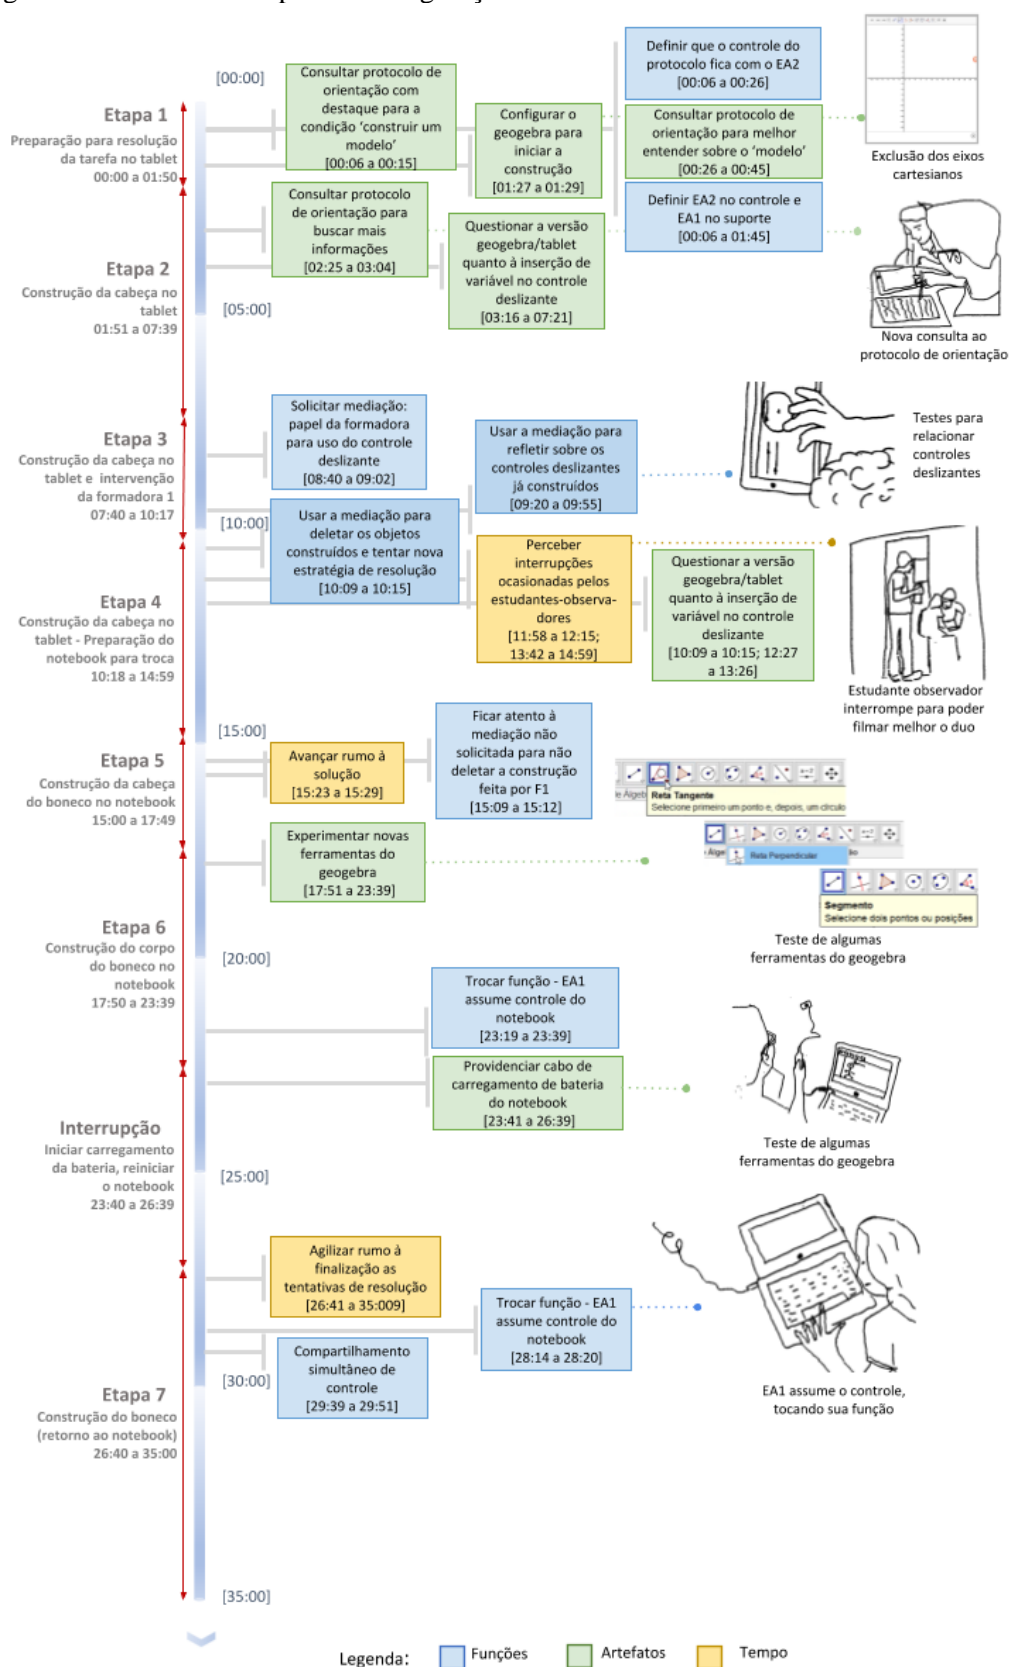 [00:00]
Etapa 1
Preparação para resolução
da tarefa no tablet
00:00 a 01:50
Consultar protocolo de
orientação com
destaque para a
condição ‘construir um
modelo’
[00:06 a 00:15]
Configurar o
geogebra para
iniciar a
construção
[01:27 a 01:29]
Definir que o controle do
protocolo fica com o EA2
[00:06 a 00:26]
Consultar protocolo de
orientação para melhor
entender sobre o ‘modelo’
[00:26 a 00:45]
Definir EA2 no controle e
EA1 no suporte
[00:06 a 01:45]
Exclusão dos eixos
cartesianos
Etapa 2
Construção da cabeça no
tablet
01:51 a 07:39
Consultar protocolo
de orientação para
buscar mais
informações
[02:25 a 03:04]
Questionar a versão
geogebra/tablet
quanto à inserção de
variável no controle
deslizante
[03:16 a 07:21]
Nova consulta ao
protocolo de orientação
[05:00]
Etapa 3
Construção da cabeça no
tablet e intervenção
da formadora 1
07:40 a 10:17
Solicitar mediação:
papel da formadora
para uso do controle
deslizante
[08:40 a 09:02]
Usar a mediação para
refletir sobre os
controles deslizantes
já construídos
[09:20 a 09:55]
Testes para
relacionar
controles
deslizantes
[10:00]
Usar a mediação para
deletar os objetos
construídos e tentar nova
estratégia de resolução
[10:09 a 10:15]
Etapa 4
Construção da cabeça no
tablet - Preparação do
notebook para troca
10:18 a 14:59
Perceber
interrupções
ocasionadas pelos
estudantes-observa-
dores
[11:58 a 12:15;
13:42 a 14:59]
Questionar a versão
geogebra/tablet
quanto à inserção de
variável no controle
deslizante
[10:09 a 10:15; 12:27
a 13:26]
Estudante observador
interrompe para poder
filmar melhor o duo
[15:00]
Etapa 5
Construção da cabeça
do boneco no notebook
15:00 a 17:49
Avançar rumo à
solução
[15:23 a 15:29]
Ficar atento à
mediação não
solicitada para não
deletar a construção
feita por F1
[15:09 a 15:12]
Reta Tangente
Selecione primeiro um ponto e, depois, um círculo
Reta Perpendicular
Segmento
Selecione dois pontos ou posições
Teste de algumas
ferramentas do geogebra
Etapa 6
Construção do corpo
do boneco no
notebook
17:50 a 23:39
Experimentar novas
ferramentas do
geogebra
[17:51 a 23:39]
[20:00]
Trocar função - EA1
assume controle do
notebook
[23:19 a 23:39]
Interrupção
Iniciar carregamento
da bateria, reiniciar
o notebook
23:40 a 26:39
Providenciar cabo de
carregamento de bateria
do notebook
[23:41 a 26:39]
Teste de algumas
ferramentas do geogebra
[25:00]
Etapa 7
Construção do boneco
(retorno ao notebook)
26:40 a 35:00
Agilizar rumo à
finalização as
tentativas de resolução
[26:41 a 35:009]
Trocar função - EA1
assume controle do
notebook
[28:14 a 28:20]
Compartilhamento
simultâneo de
controle
[29:39 a 29:51]
EA1 assume o controle,
tocando sua função
[30:00]
[35:00]
Legenda:
Funções
Artefatos
Tempo